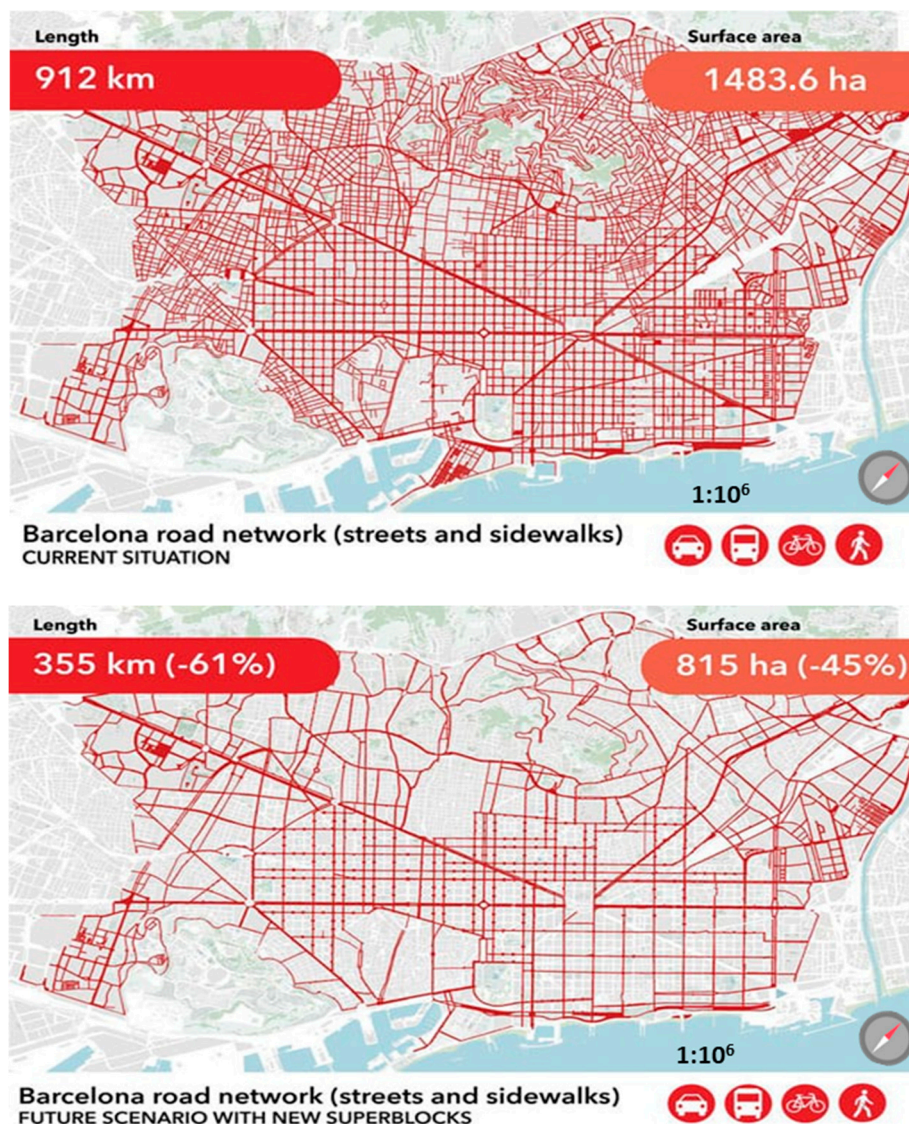 Length
Surface area
912 km
1483.6 ha
1:10⁶
Barcelona road network (streets and sidewalks)
CURRENT SITUATION
Length
Surface area
355 km (-61%)
815 ha (-45%)
1:10⁶
Barcelona road network (streets and sidewalks)
FUTURE SCENARIO WITH NEW SUPERBLOCKS